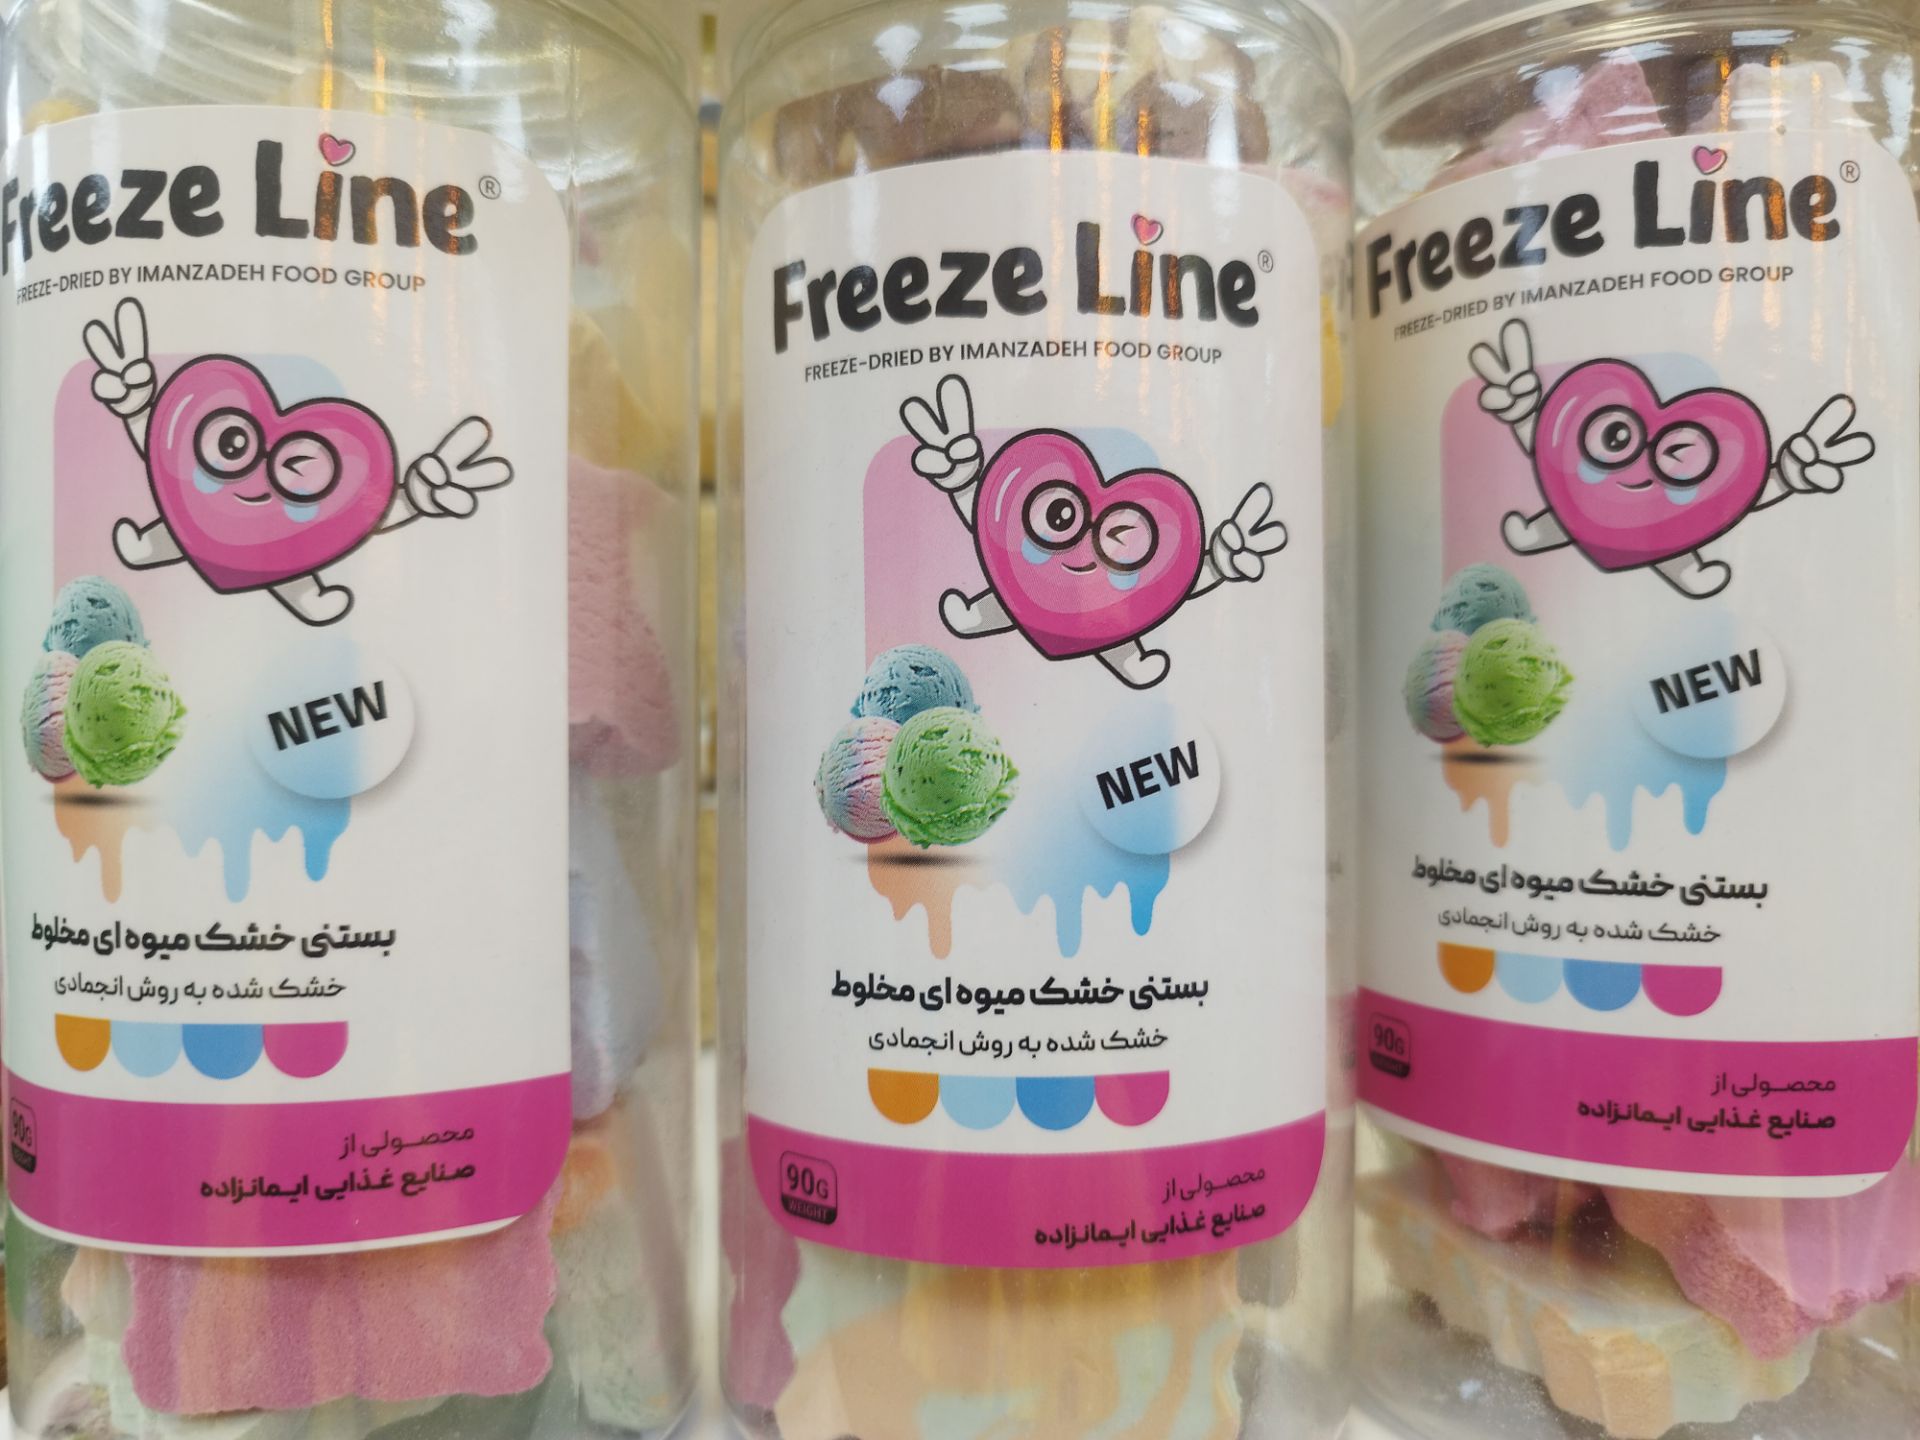 Freeze Line®
FREEZE-DRIED BY IMANZADEH FOOD GROUP
NEW
بستنی خشک میوه ای مخلوط
خشک شده به روش انجمادی
90G
WEIGHT
محصولی از
صنایع غذایی ایمانزاده
Freeze Line®
FREEZE-DRIED BY IMANZADEH FOOD GROUP
NEW
بستنی خشک میوه ای مخلوط
خشک شده به روش انجمادی
90G
WEIGHT
محصولی از
صنایع غذایی ایمانزاده
Freeze Line®
FREEZE-DRIED BY IMANZADEH FOOD GROUP
NEW
بستنی خشک میوه ای مخلوط
خشک شده به روش انجمادی
90G
WEIGHT
محصولی از
صنایع غذایی ایمانزاده